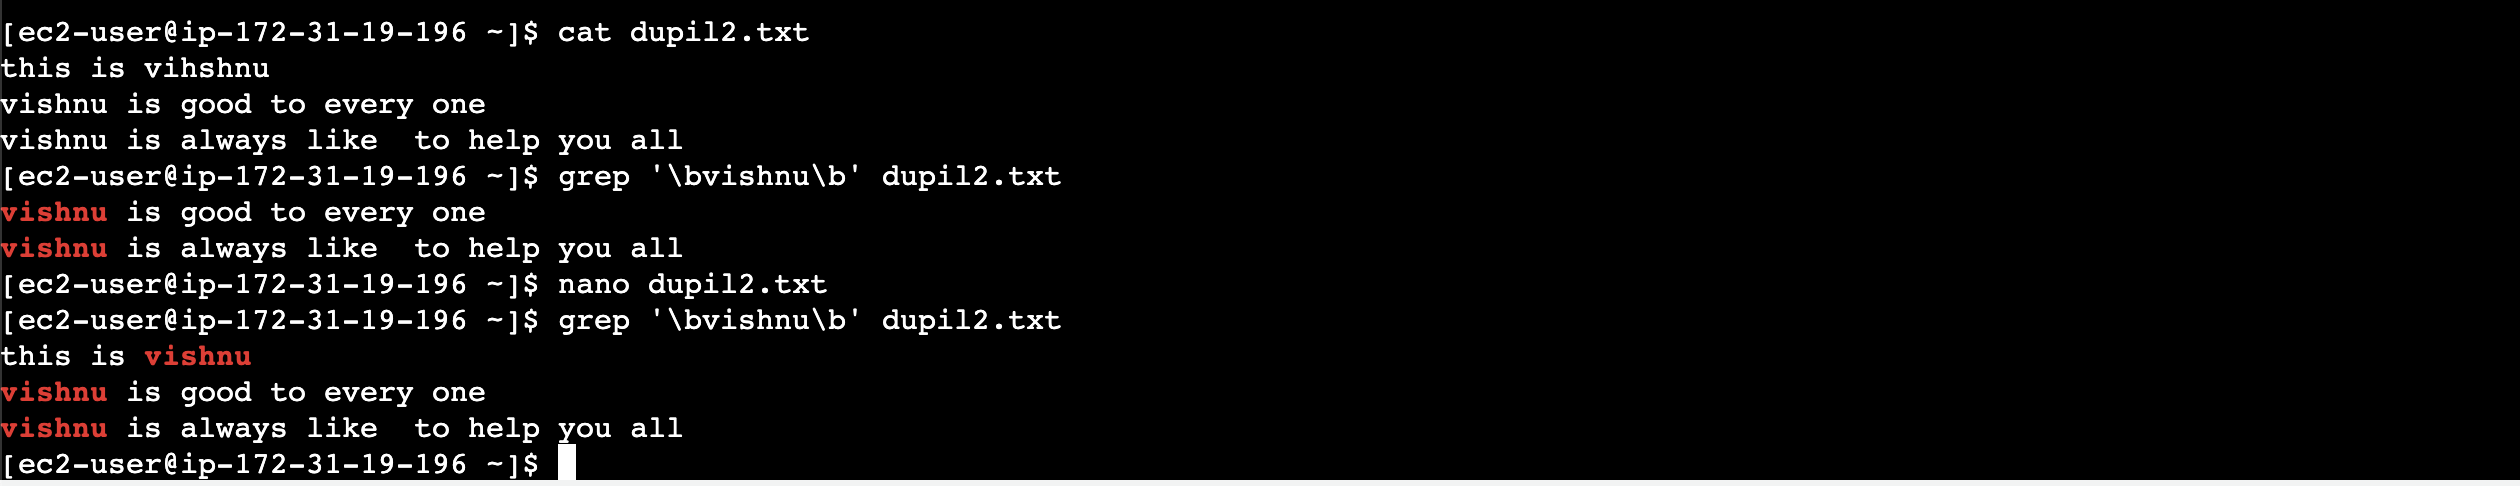 [ec2-user@ip-172-31-19-196 ~]$ cat dupil2.txt
this is vihshnu
vishnu is good to every one
vishnu is always like  to help you all
[ec2-user@ip-172-31-19-196 ~]$ grep '\bvishnu\b' dupil2.txt
vishnu is good to every one
vishnu is always like  to help you all
[ec2-user@ip-172-31-19-196 ~]$ nano dupil2.txt
[ec2-user@ip-172-31-19-196 ~]$ grep '\bvishnu\b' dupil2.txt
this is vishnu
vishnu is good to every one
vishnu is always like  to help you all
[ec2-user@ip-172-31-19-196 ~]$